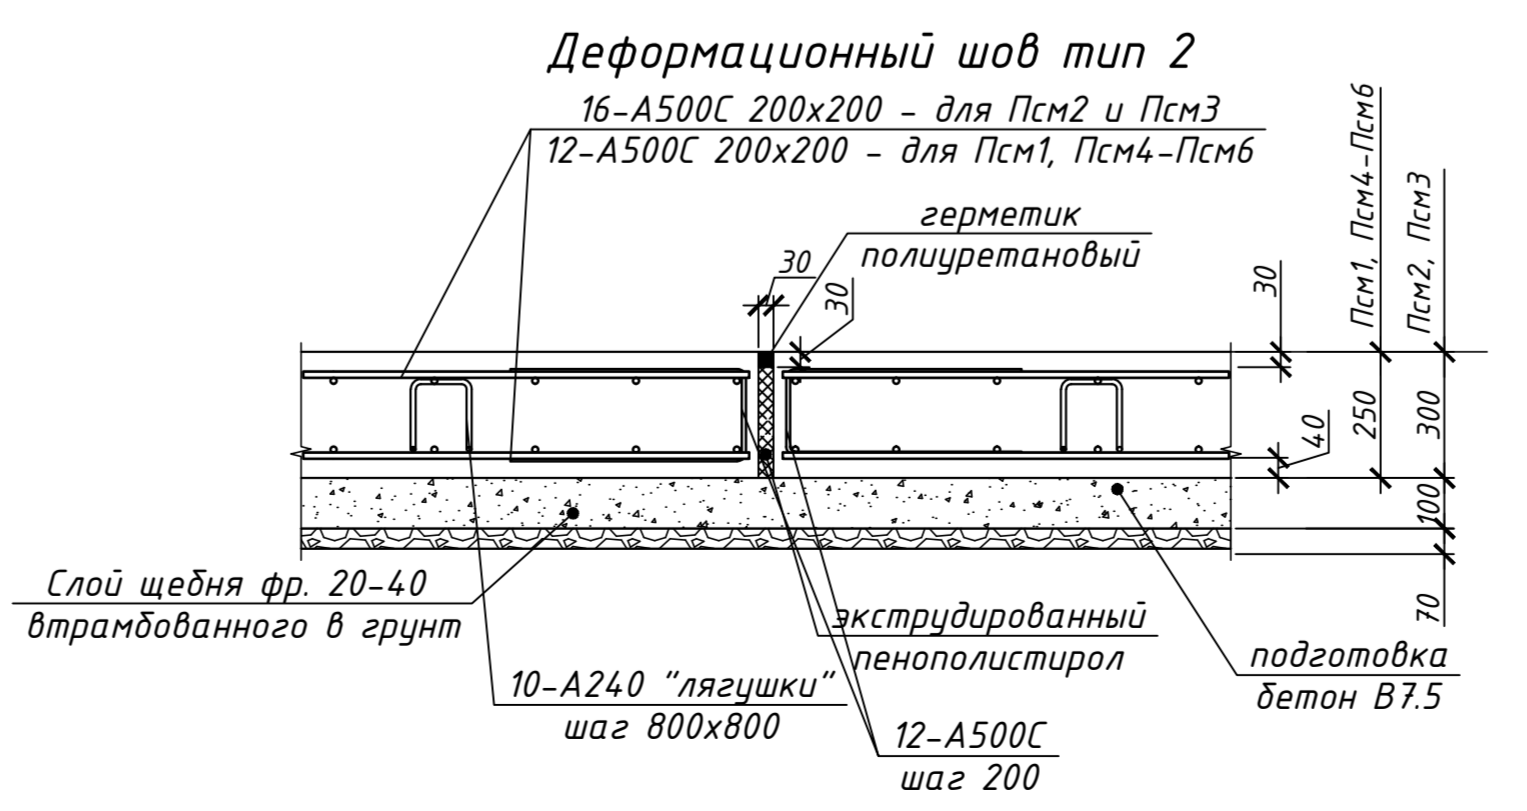 Деформационный шов тип 2
16-А500С 200х200 - для Псм2 и Псм3
12-А500С 200х200 - для Псм1, Псм4-Псм6
герметик
полиуретановый
30
30
30
Псм1, Псм4-Псм6
Псм2, Псм3
40
250
300
100
70
Слой щебня фр. 20-40
втрамбованного в грунт
экструдированный
пенополистирол
подготовка
бетон В7.5
10-А240 "лягушки"
шаг 800х800
12-А500С
шаг 200